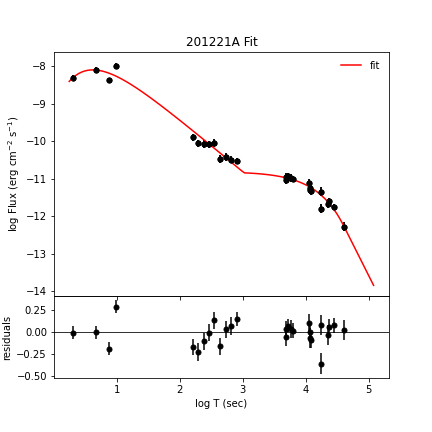 201221A Fit
log Flux (erg cm⁻² s⁻¹)
−8
−9
−10
−11
−12
−13
−14
fit
residuals
0.25
0.00
−0.25
−0.50
1 2 3 4 5
log T (sec)